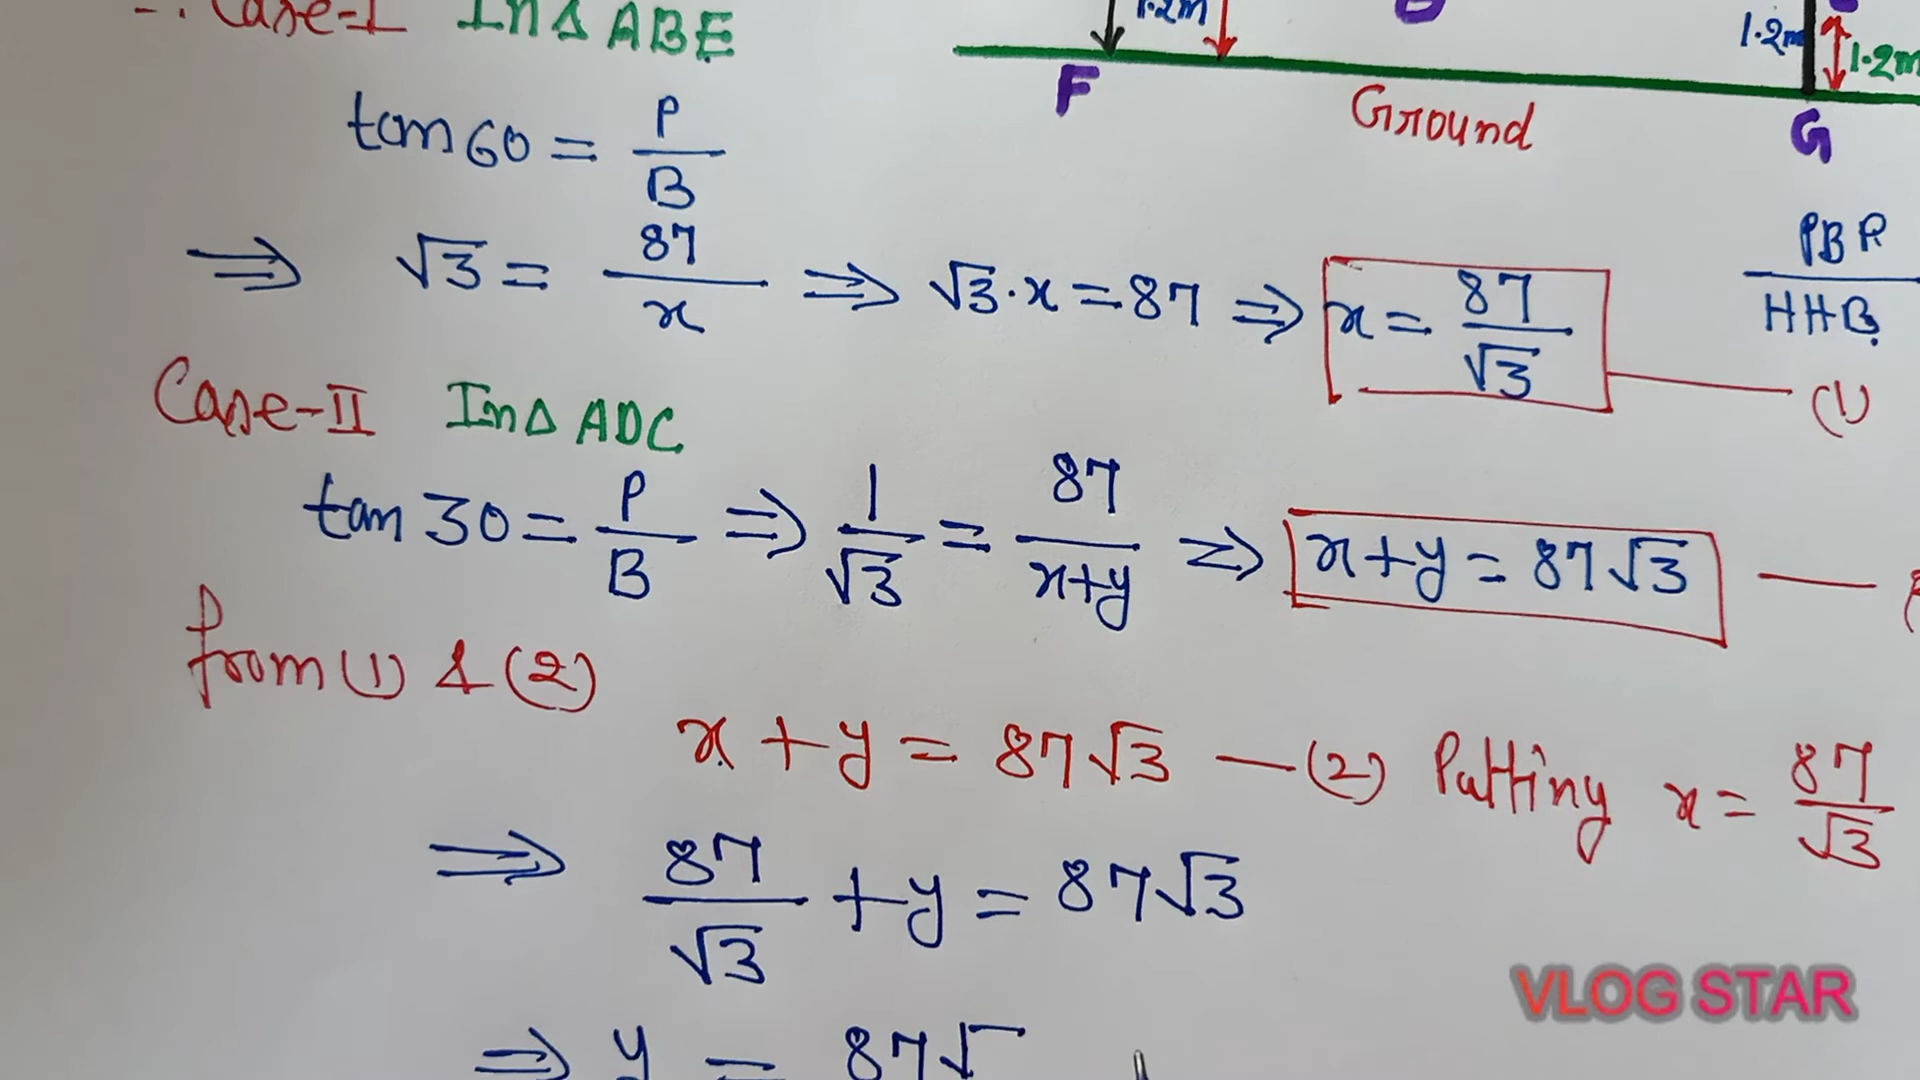 ∴ Case-I In△ ABE
1.2m
1.2m 1.2m
F Ground G
tan 60 = P/B
PBP/HHB
⇒ √3 = 87/x ⇒ √3·x = 87 ⇒ x = 87/√3 — (1)
Case-II In△ ADC
tan 30 = P/B ⇒ 1/√3 = 87/x+y ⇒ x+y = 87√3 —
from (1) & (2)
x + y = 87√3 — (2) Putting x = 87/√3
⇒ 87/√3 + y = 87√3
⇒ y = 87√
VLOG STAR